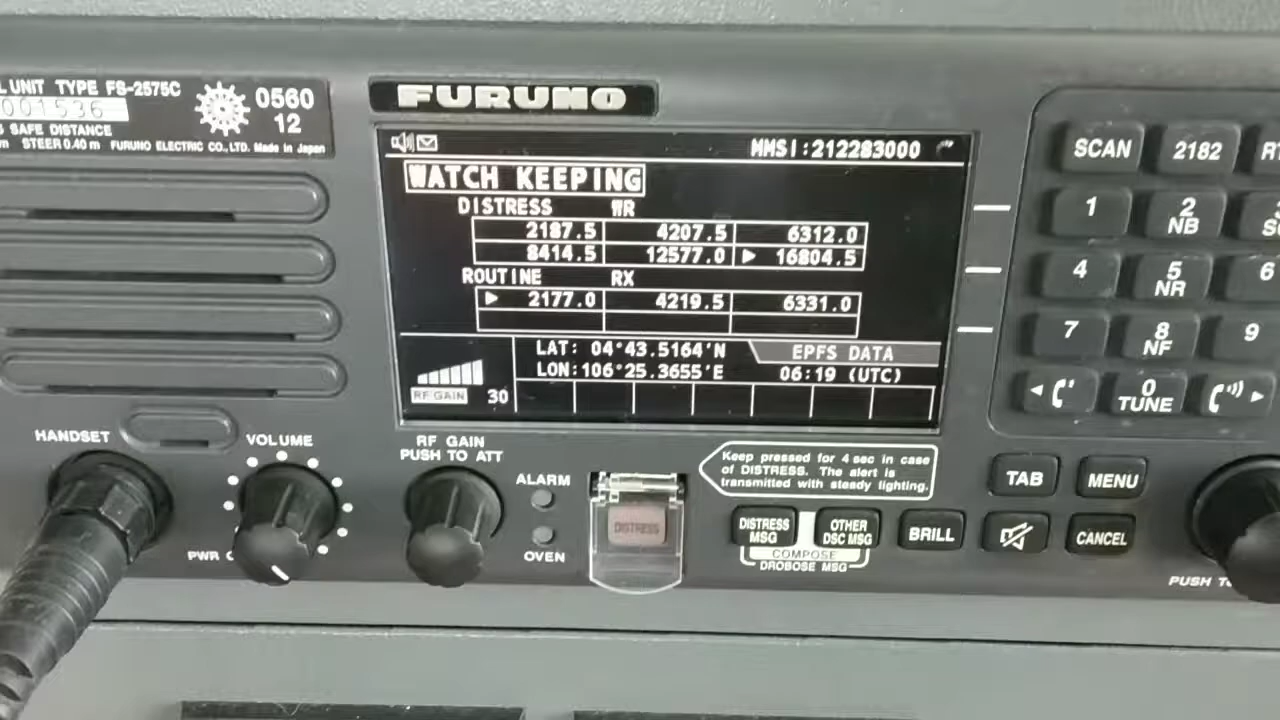 L UNIT TYPE FS-2575C
001536
SAFE DISTANCE
m STEER 0.40 m FURUNO ELECTRIC CO., LTD. Made in Japan
0560
12
FURUNO
MMSI:212283000
WATCH KEEPING
DISTRESS WR
2187.5 4207.5 6312.0
8414.5 12577.0 ▶ 16804.5
ROUTINE RX
▶ 2177.0 4219.5 6331.0
LAT: 04°43.5164'N EPFS DATA
LON:106°25.3655'E 06:19 (UTC)
RF GAIN 30
SCAN 2182
1 2 NB
4 5 NR 6
7 8 NF 9
0 TUNE
HANDSET
VOLUME
PWR
RF GAIN
PUSH TO ATT
ALARM
OVEN
DISTRESS
Keep pressed for 4 sec in case
of DISTRESS. The alert is
transmitted with steady lighting.
DISTRESS MSG
OTHER DSC MSG
COMPOSE
DROBOSE MSG
TAB MENU
BRILL CANCEL
PUSH